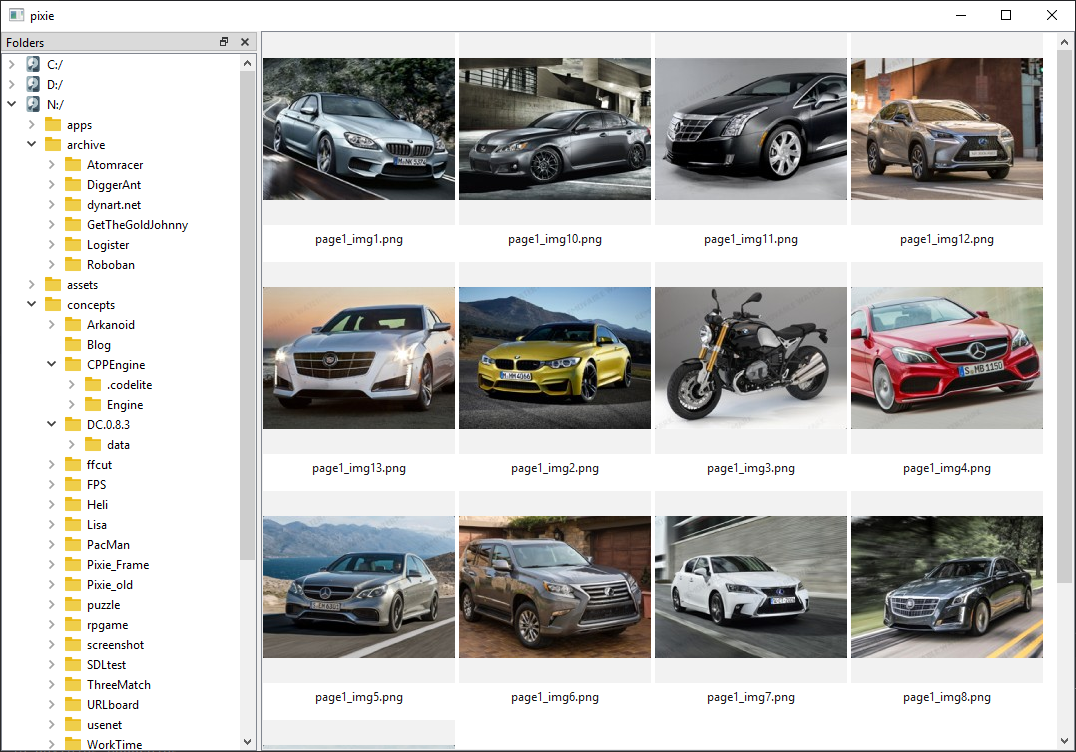 pixie
Folders
C:/
D:/
N:/
apps
archive
Atomracer
DiggerAnt
dynart.net
GetTheGoldJohnny
Logister
Roboban
assets
concepts
Arkanoid
Blog
CPPEngine
.codelite
Engine
DC.0.8.3
data
ffcut
FPS
Heli
Lisa
PacMan
Pixie_Frame
Pixie_old
puzzle
rpgame
screenshot
SDLtest
ThreeMatch
URLboard
usenet
WorkTime
page1_img1.png page1_img10.png page1_img11.png page1_img12.png
S MB 1150
page1_img13.png page1_img2.png page1_img3.png page1_img4.png
page1_img5.png page1_img6.png page1_img7.png page1_img8.png